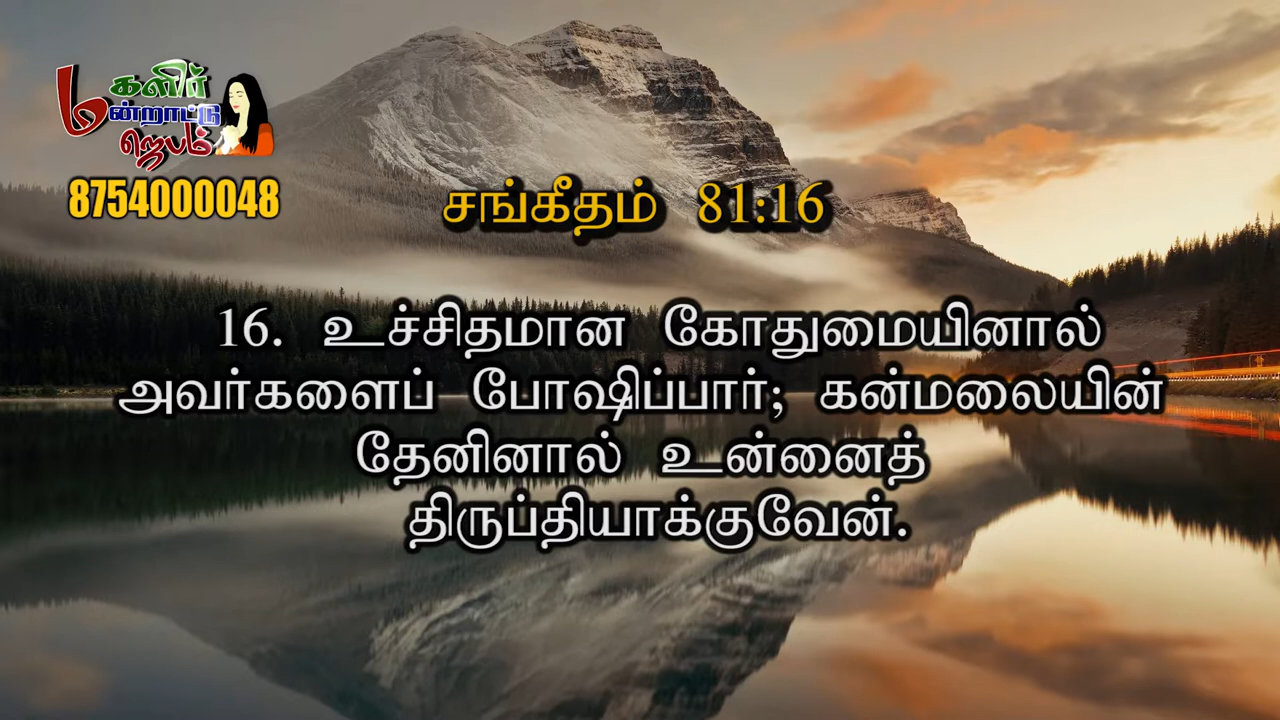 மகளிர்
மன்றாட்டு
ஜெபம்
8754000048
சங்கீதம் 81:16
16. உச்சிதமான கோதுமையினால்
அவர்களைப் போஷிப்பார்; கன்மலையின்
தேனினால் உன்னைத்
திருப்தியாக்குவேன்.